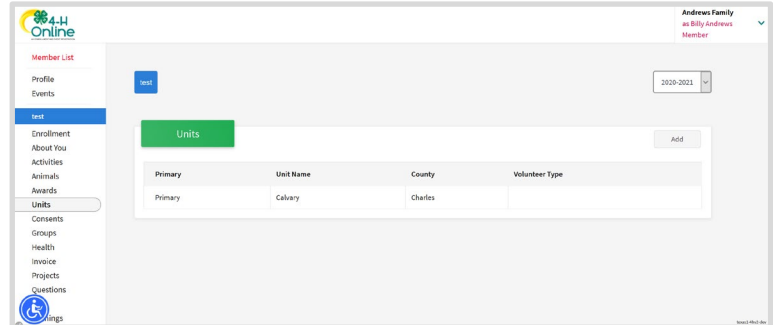 4-H
Online
Andrews Family
as Billy Andrews
Member
Member List
Profile
Events
test
Enrollment
About You
Activities
Animals
Awards
Units
Consents
Groups
Health
Invoice
Projects
Questions
nings
test
2020-2021
Units
Add
Primary Unit Name County Volunteer Type
Primary Calvary Charles